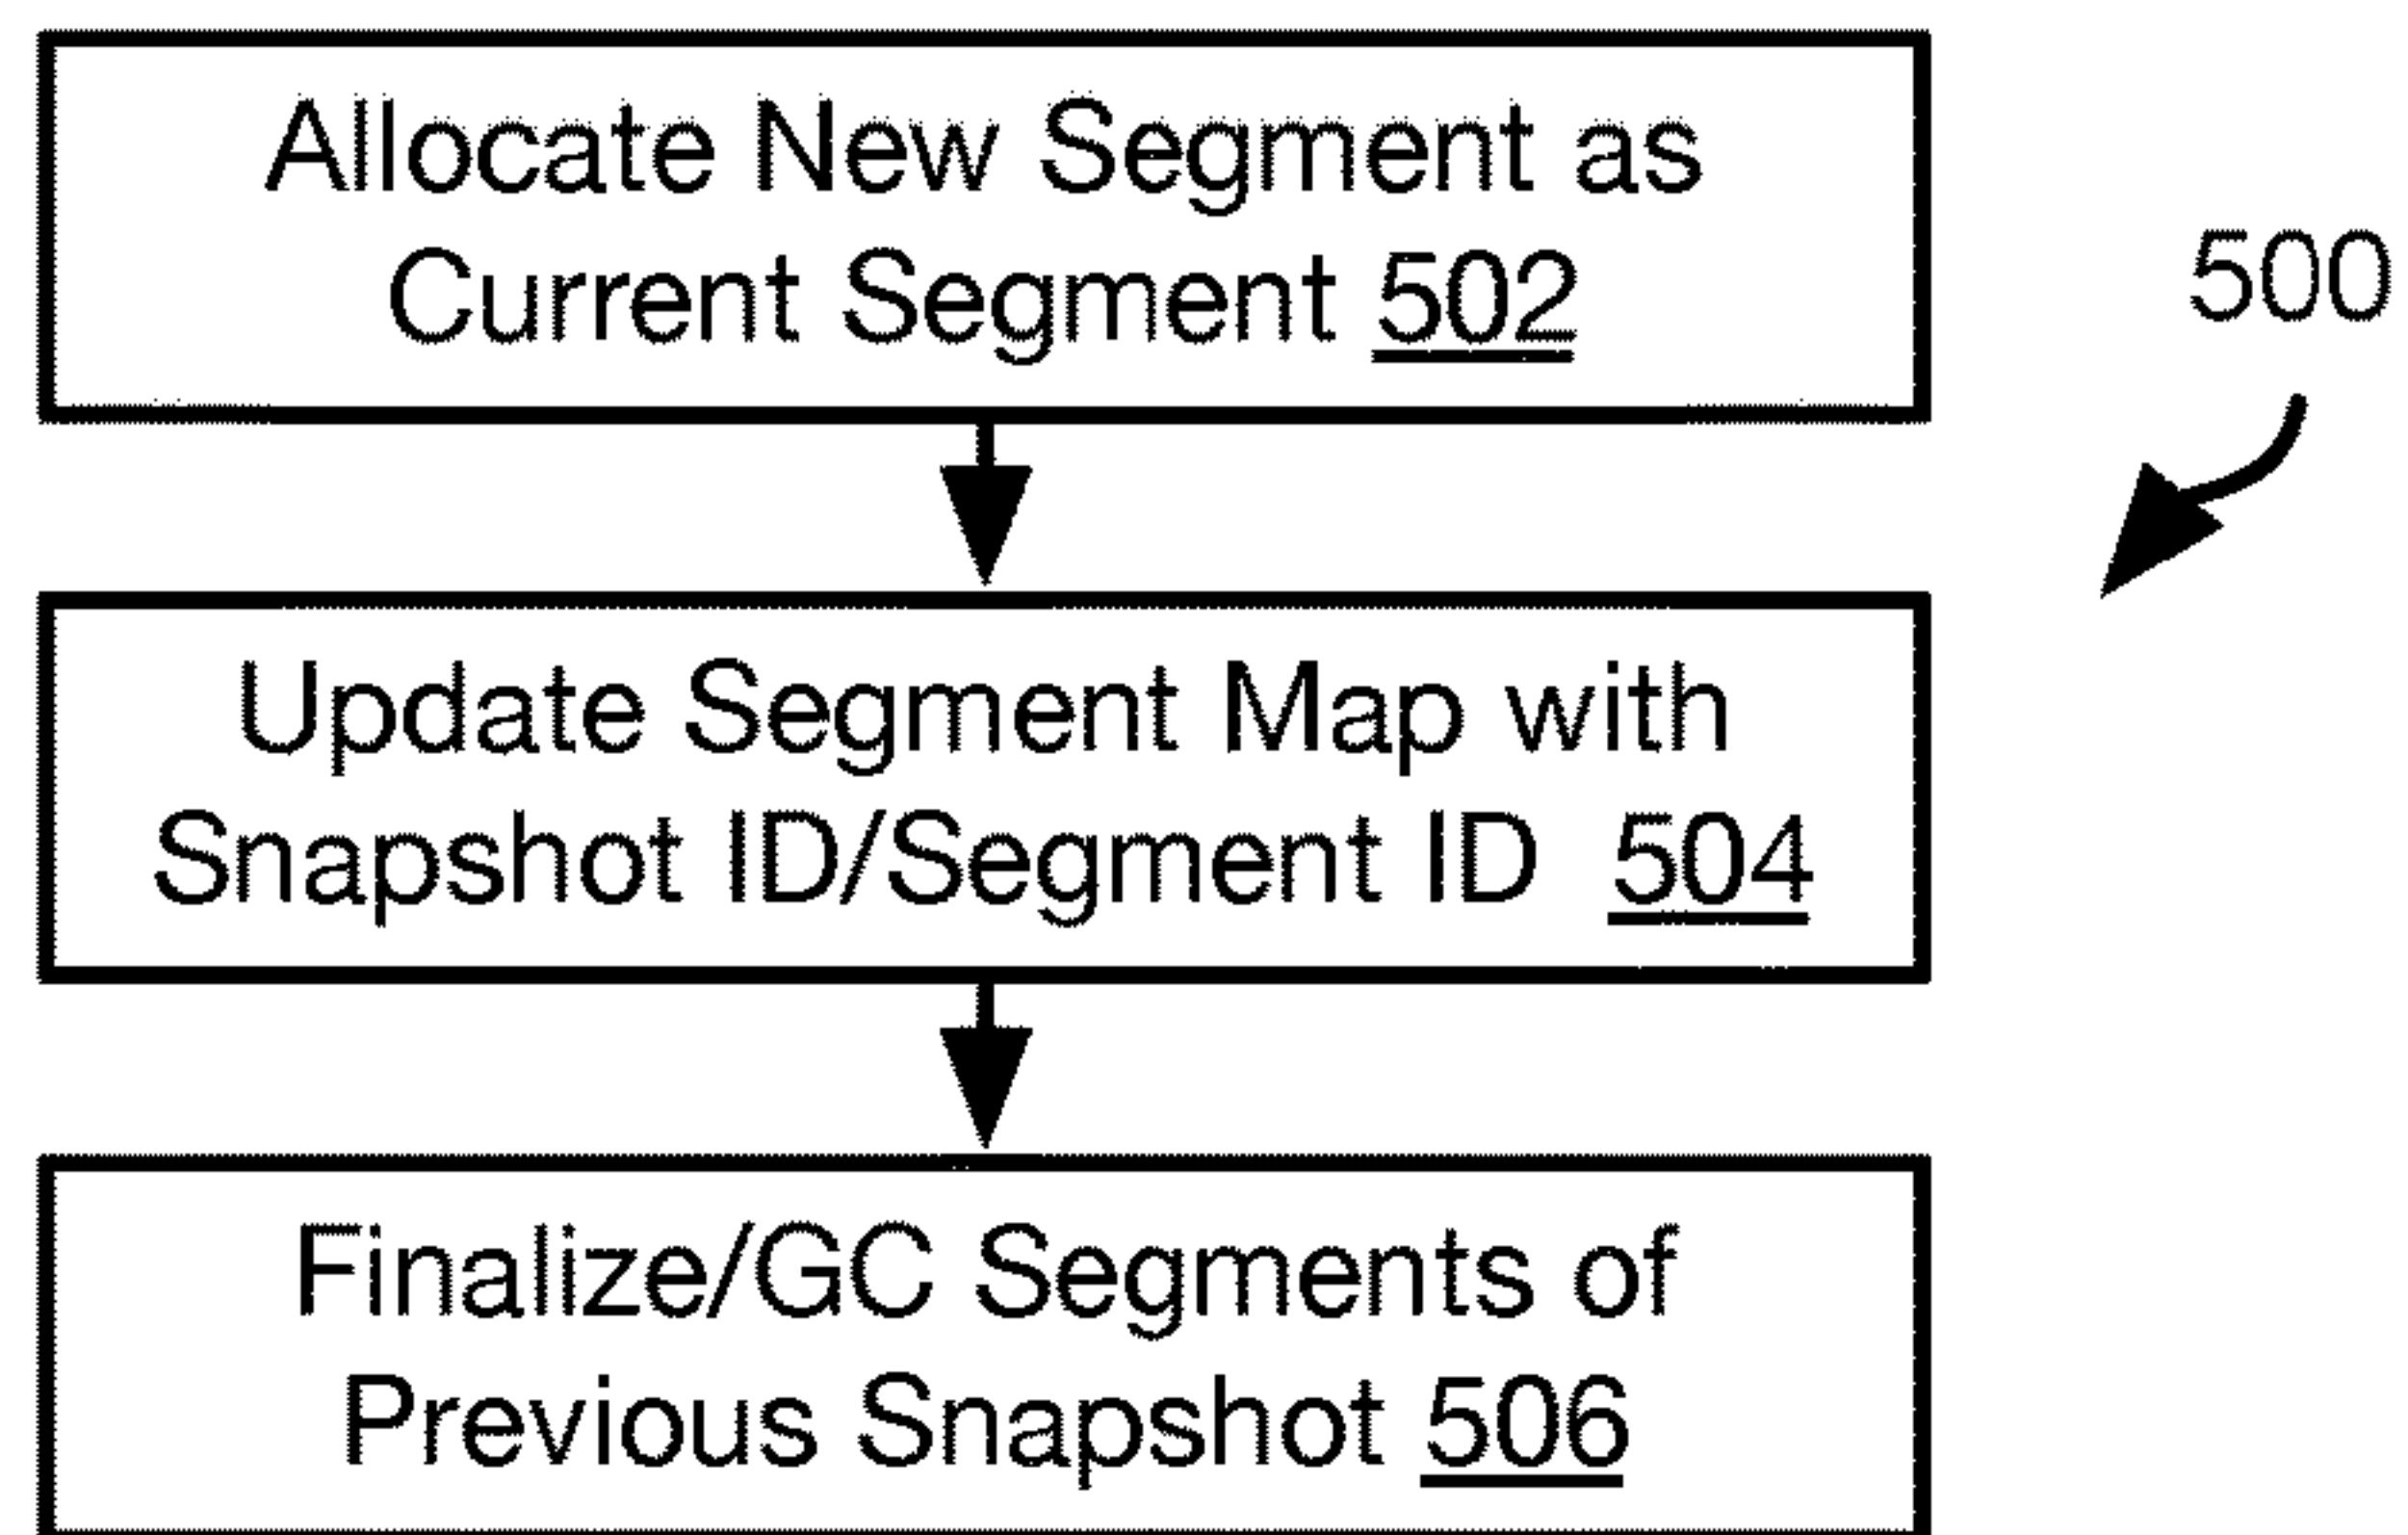 Allocate New Segment as
Current Segment 502
500
Update Segment Map with
Snapshot ID/Segment ID 504
Finalize/GC Segments of
Previous Snapshot 506